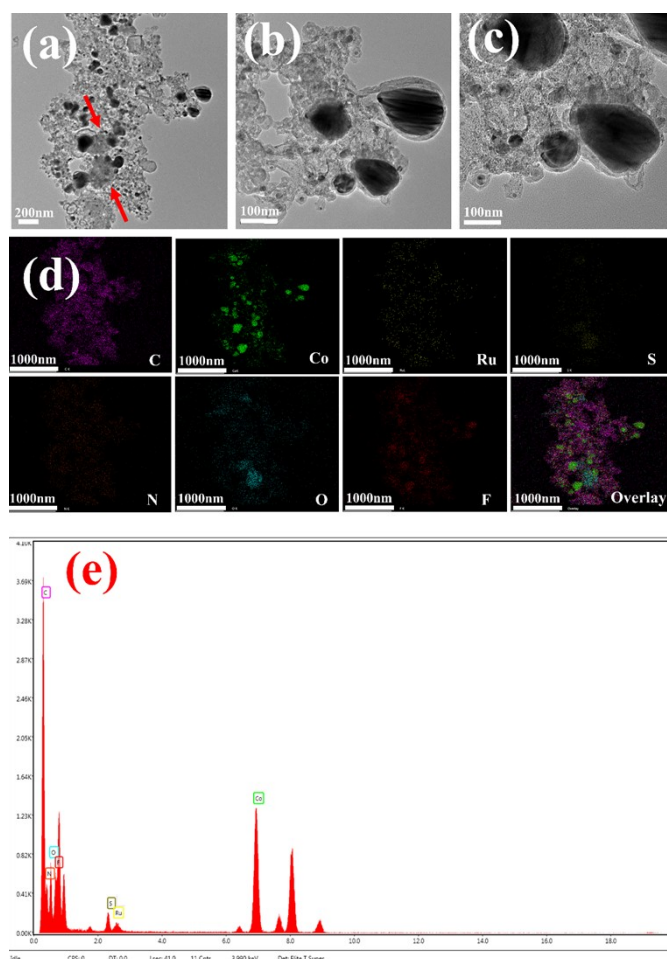 (a) (b) (c)
200nm 100nm 100nm
(d)
1000nm C 1000nm Co 1000nm Ru 1000nm S
1000nm N 1000nm O 1000nm F 1000nm Overlay
(e)
3.69K
C
3.28K
2.87K
2.46K
2.05K
1.64K
1.23K
Co
0.82K
O
F
N
0.41K
S
Ru
0.00K
0.0 2.0 4.0 6.0 8.0 10.0 12.0 14.0 16.0 18.0